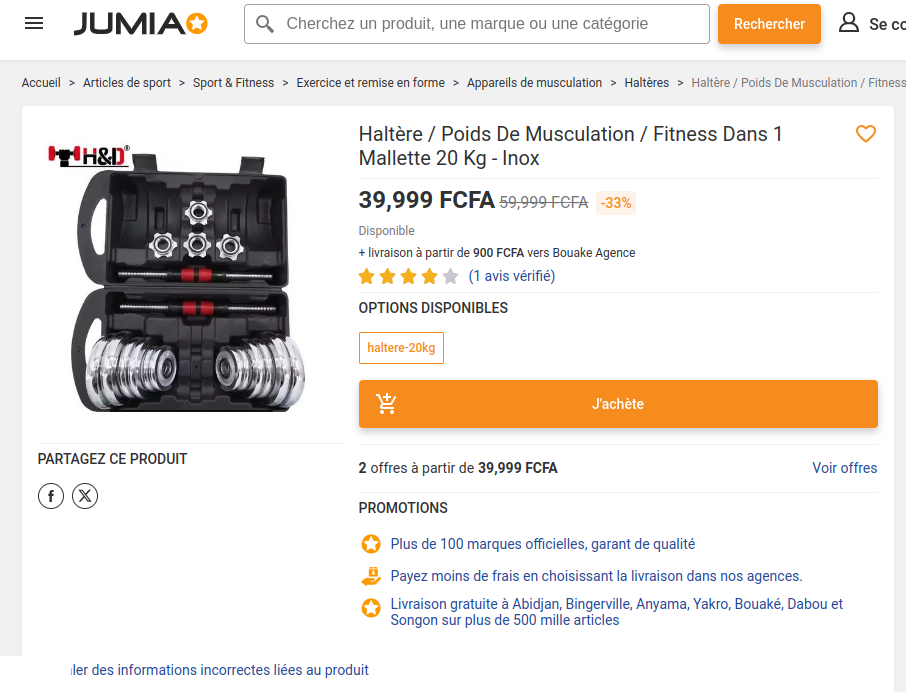 JUMIA
Cherchez un produit, une marque ou une catégorie
Rechercher
Se co
Accueil > Articles de sport > Sport & Fitness > Exercice et remise en forme > Appareils de musculation > Haltères > Haltère / Poids De Musculation / Fitness
H&D®
Haltère / Poids De Musculation / Fitness Dans 1
Mallette 20 Kg - Inox
39,999 FCFA 59,999 FCFA -33%
Disponible
+ livraison à partir de 900 FCFA vers Bouake Agence
(1 avis vérifié)
OPTIONS DISPONIBLES
haltere-20kg
J'achète
2 offres à partir de 39,999 FCFA
Voir offres
PARTAGEZ CE PRODUIT
PROMOTIONS
Plus de 100 marques officielles, garant de qualité
Payez moins de frais en choisissant la livraison dans nos agences.
Livraison gratuite à Abidjan, Bingerville, Anyama, Yakro, Bouaké, Dabou et
Songon sur plus de 500 mille articles
ler des informations incorrectes liées au produit